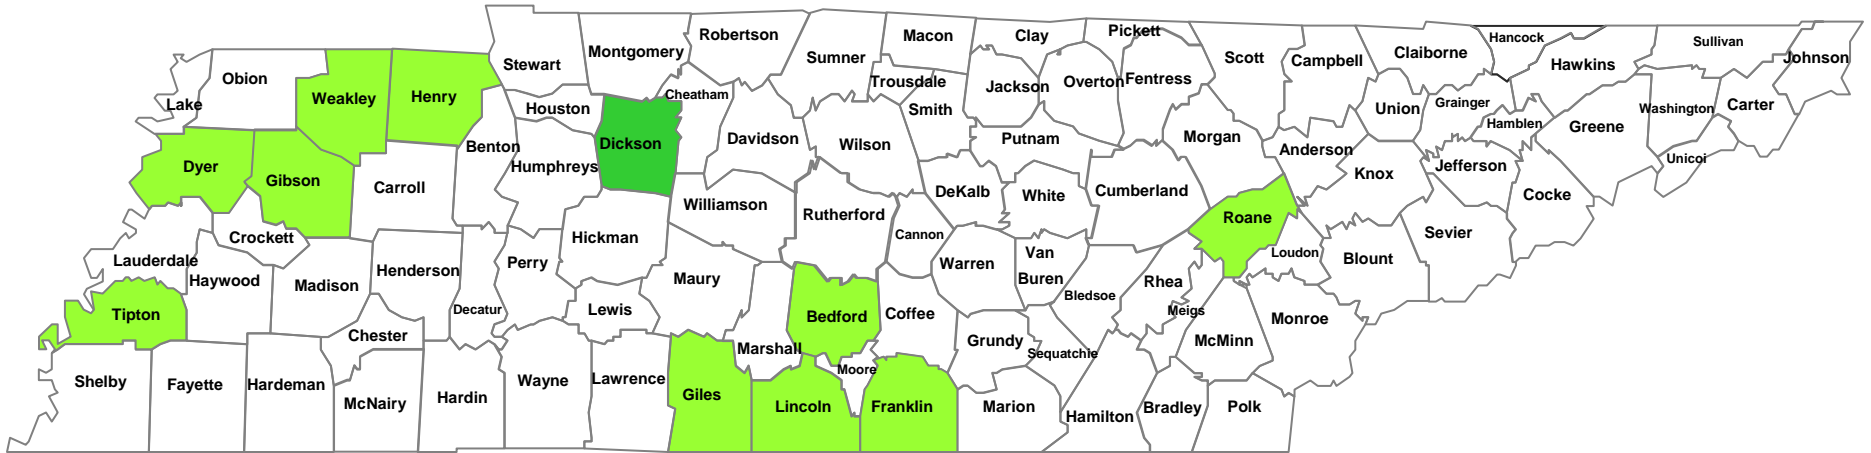 Stewart
Montgomery
Robertson
Sumner
Macon
Clay
Pickett
Scott
Campbell
Claiborne
Hancock
Hawkins
Sullivan
Johnson
Lake
Obion
Weakley
Henry
Houston
Dickson
Cheatham
Davidson
Wilson
Trousdale
Smith
Jackson
Overton
Fentress
Putnam
Morgan
Anderson
Union
Grainger
Hamblen
Greene
Washington
Carter
Unicoi
Dyer
Gibson
Carroll
Benton
Humphreys
Williamson
Rutherford
DeKalb
White
Cumberland
Roane
Knox
Jefferson
Cocke
Sevier
Crockett
Lauderdale
Haywood
Madison
Henderson
Decatur
Perry
Hickman
Lewis
Maury
Cannon
Warren
Van
Buren
Bledsoe
Rhea
Meigs
Loudon
Blount
Tipton
Chester
Marshall
Bedford
Coffee
Moore
Grundy
Sequatchie
McMinn
Monroe
Shelby
Fayette
Hardeman
McNairy
Hardin
Wayne
Lawrence
Giles
Lincoln
Franklin
Marion
Hamilton
Bradley
Polk